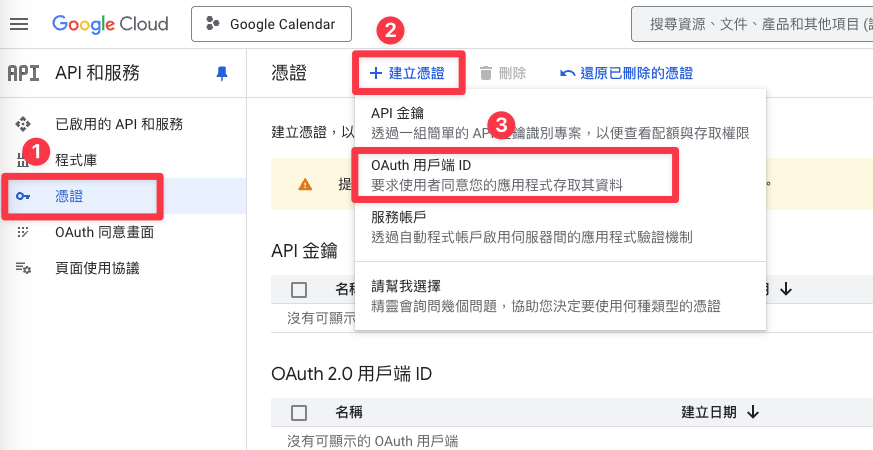 Google Cloud
Google Calendar
搜尋資源、文件、產品和其他項目
2
API
API 和服務
憑證
+ 建立憑證
刪除
還原已刪除的憑證
已啟用的 API 和服務
1
程式庫
憑證
OAuth 同意畫面
頁面使用協議
建立憑證,以
提
。
API 金鑰
3
透過一組簡單的 API 金鑰識別專案,以便查看配額與存取權限
OAuth 用戶端 ID
要求使用者同意您的應用程式存取其資料
服務帳戶
透過自動程式帳戶啟用伺服器間的應用程式驗證機制
請幫我選擇
精靈會詢問幾個問題,協助您決定要使用何種類型的憑證
API 金鑰
沒有可顯示
OAuth 2.0 用戶端 ID
名稱
建立日期
沒有可顯示的 OAuth 用戶端